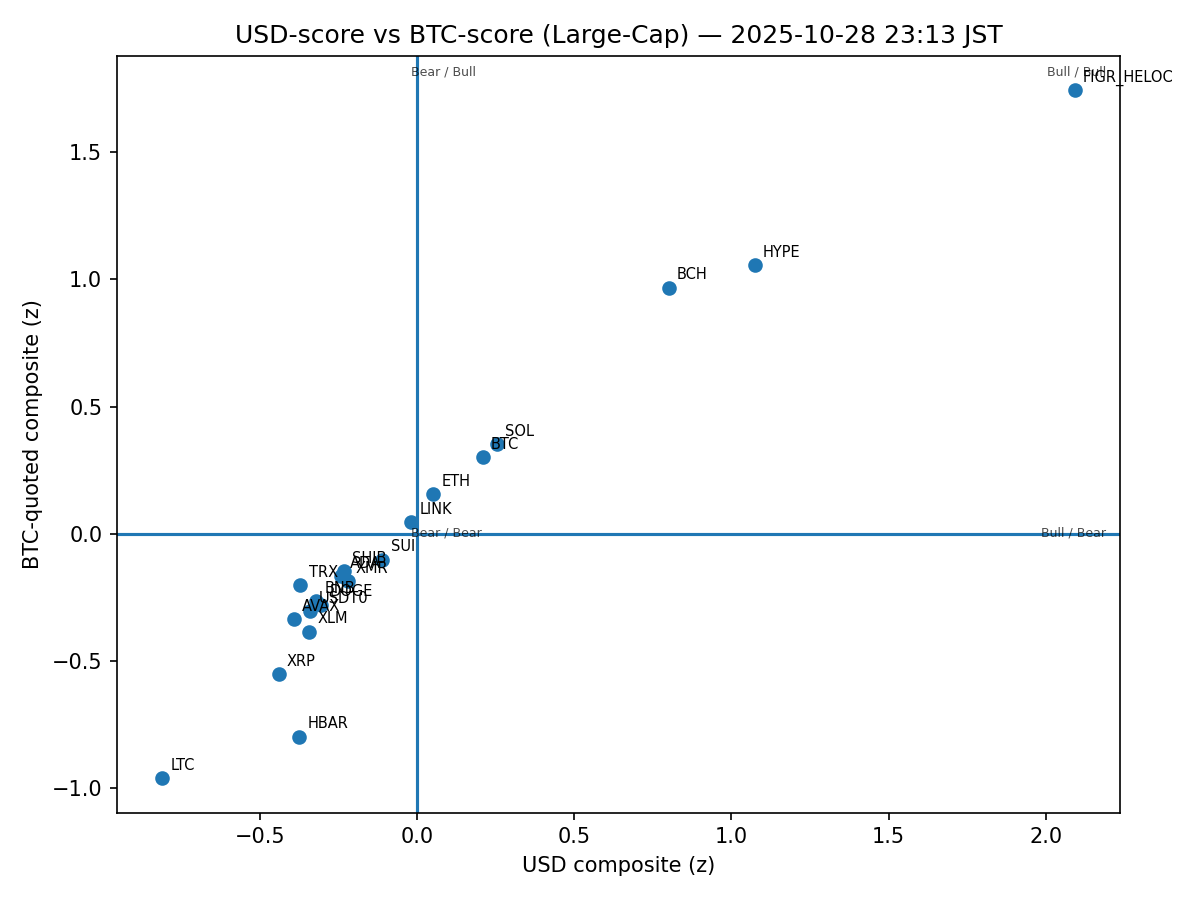 USD-score vs BTC-score (Large-Cap) — 2025-10-28 23:13 JST
Bear / Bull
Bull / Bull
FIGR_HELOC
1.5
HYPE
BCH
1.0
SOL
BTC
0.5
ETH
LINK
0.0
Bear / Bear
Bull / Bear
SUI
SHIB
XMR
TRX
BNB
DOGE
USDT0
AVAX
XLM
−0.5
XRP
HBAR
LTC
−1.0
−0.5
0.0
0.5
1.0
1.5
2.0
USD composite (z)
BTC-quoted composite (z)